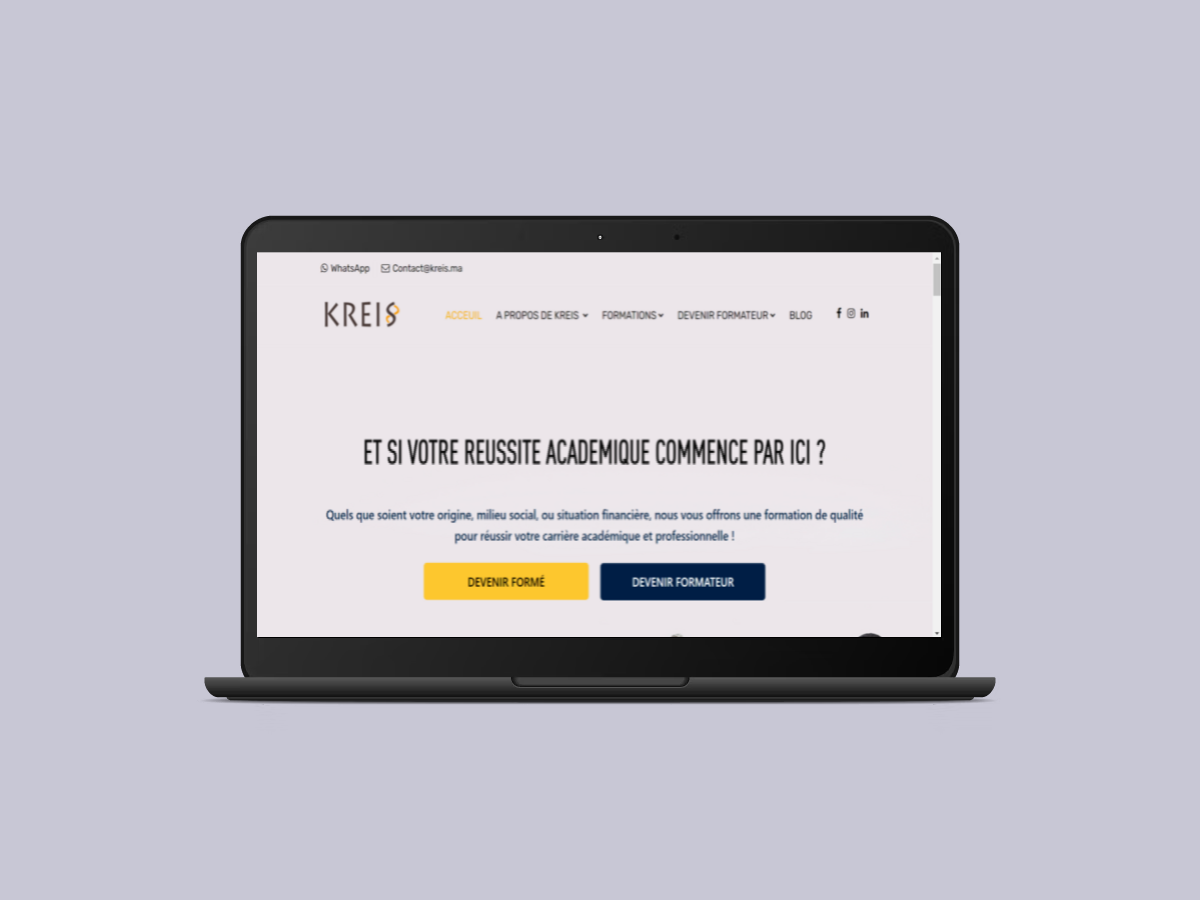 WhatsApp Contact@kreis.ma
KREIS
ACCEUIL A PROPOS DE KREIS FORMATIONS DEVENIR FORMATEUR BLOG
ET SI VOTRE REUSSITE ACADEMIQUE COMMENCE PAR ICI ?
Quels que soient votre origine, milieu social, ou situation financière, nous vous offrons une formation de qualité
pour réussir votre carrière académique et professionnelle !
DEVENIR FORMÉ DEVENIR FORMATEUR